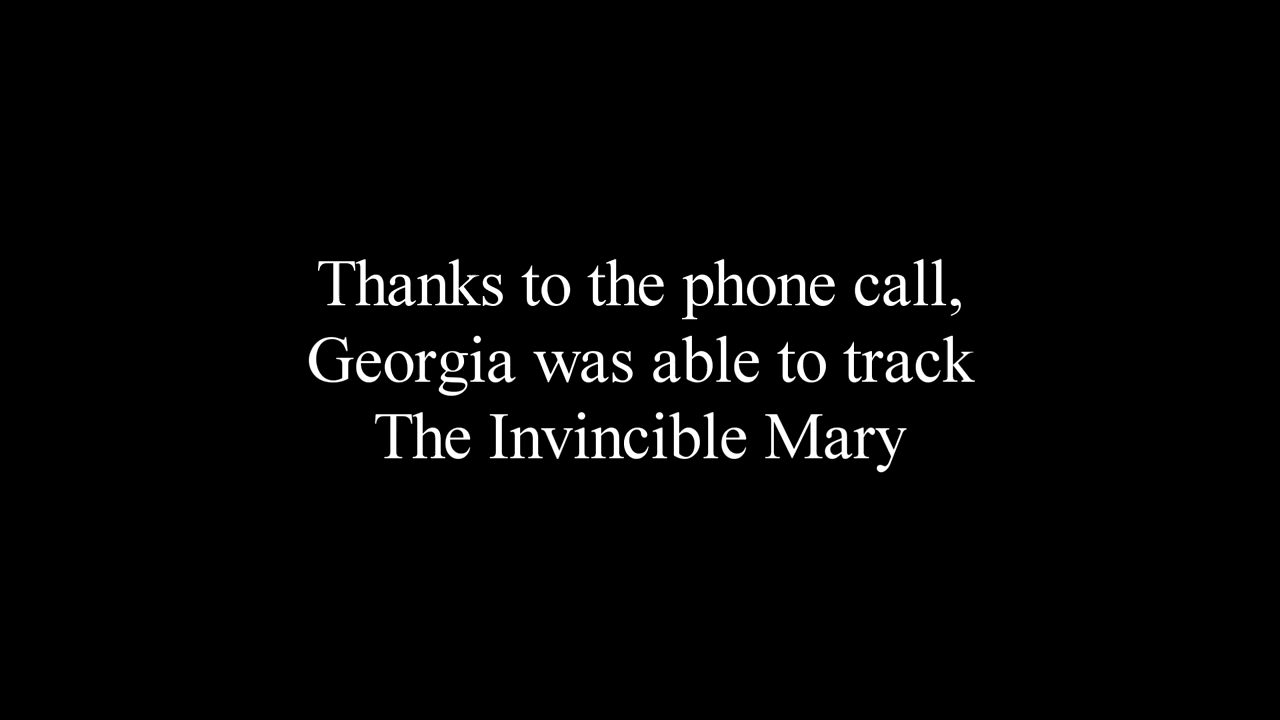 Thanks to the phone call,
Georgia was able to track
The Invincible Mary